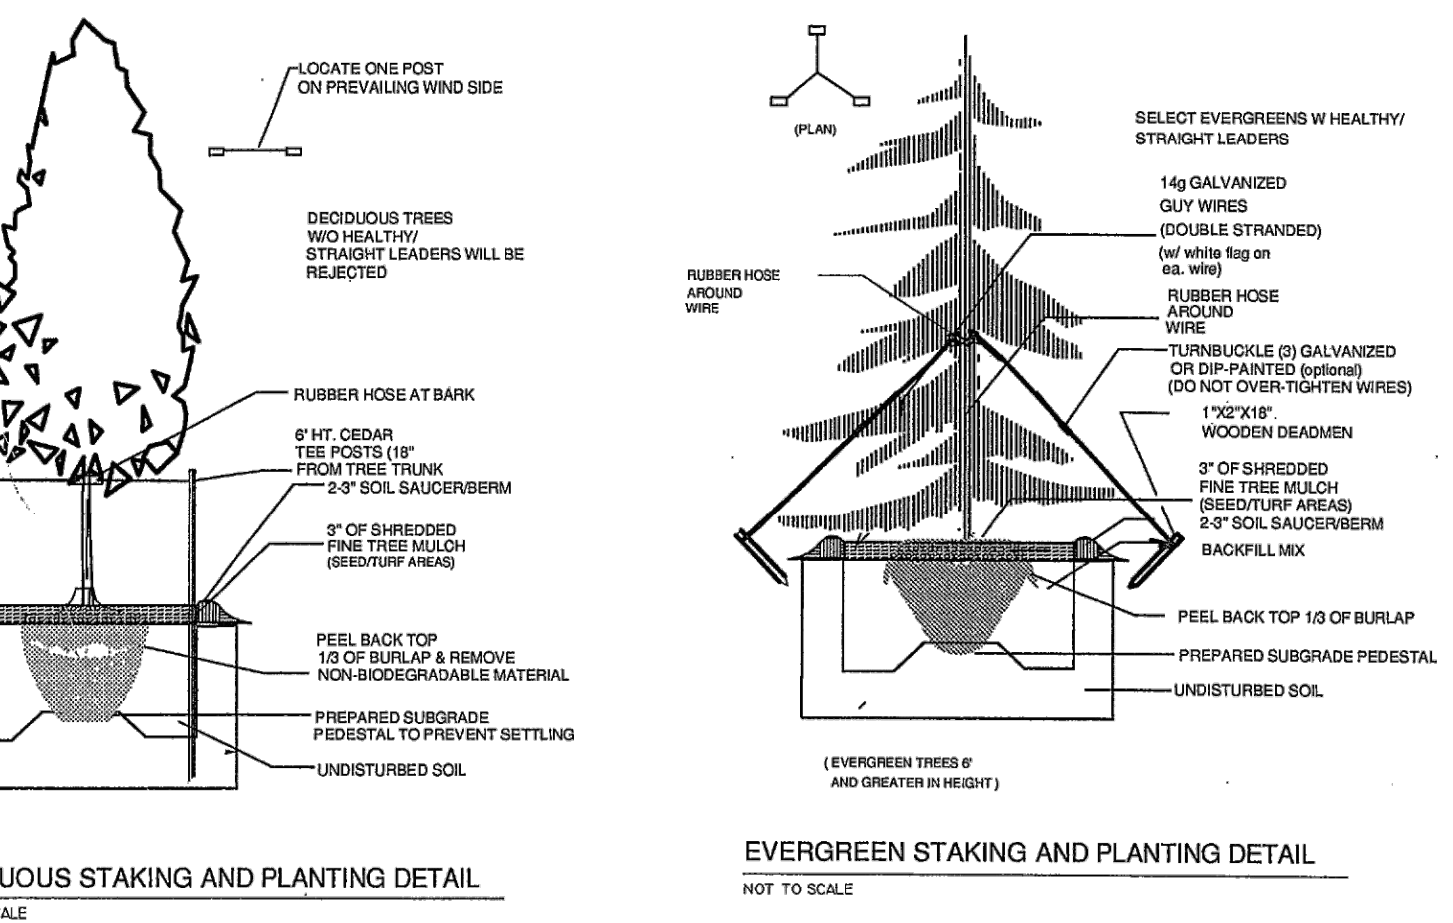 LOCATE ONE POST
ON PREVAILING WIND SIDE
DECIDUOUS TREES
W/O HEALTHY/
STRAIGHT LEADERS WILL BE
REJECTED
RUBBER HOSE AT BARK
6' HT. CEDAR
TEE POSTS (18"
FROM TREE TRUNK
2-3" SOIL SAUCER/BERM
3" OF SHREDDED
FINE TREE MULCH
(SEED/TURF AREAS)
PEEL BACK TOP
1/3 OF BURLAP & REMOVE
NON-BIODEGRADABLE MATERIAL
PREPARED SUBGRADE
PEDESTAL TO PREVENT SETTLING
UNDISTURBED SOIL
UOUS STAKING AND PLANTING DETAIL
ALE
(PLAN)
SELECT EVERGREENS W HEALTHY/
STRAIGHT LEADERS
14g GALVANIZED
GUY WIRES
(DOUBLE STRANDED)
(w/ white flag on
ea. wire)
RUBBER HOSE
AROUND
WIRE
RUBBER HOSE
AROUND
WIRE
TURNBUCKLE (3) GALVANIZED
OR DIP-PAINTED (optional)
(DO NOT OVER-TIGHTEN WIRES)
1"X2"X18".
WOODEN DEADMEN
3" OF SHREDDED
FINE TREE MULCH
(SEED/TURF AREAS)
2-3" SOIL SAUCER/BERM
BACKFILL MIX
PEEL BACK TOP 1/3 OF BURLAP
PREPARED SUBGRADE PEDESTAL
UNDISTURBED SOIL
( EVERGREEN TREES 6'
AND GREATER IN HEIGHT )
EVERGREEN STAKING AND PLANTING DETAIL
NOT TO SCALE